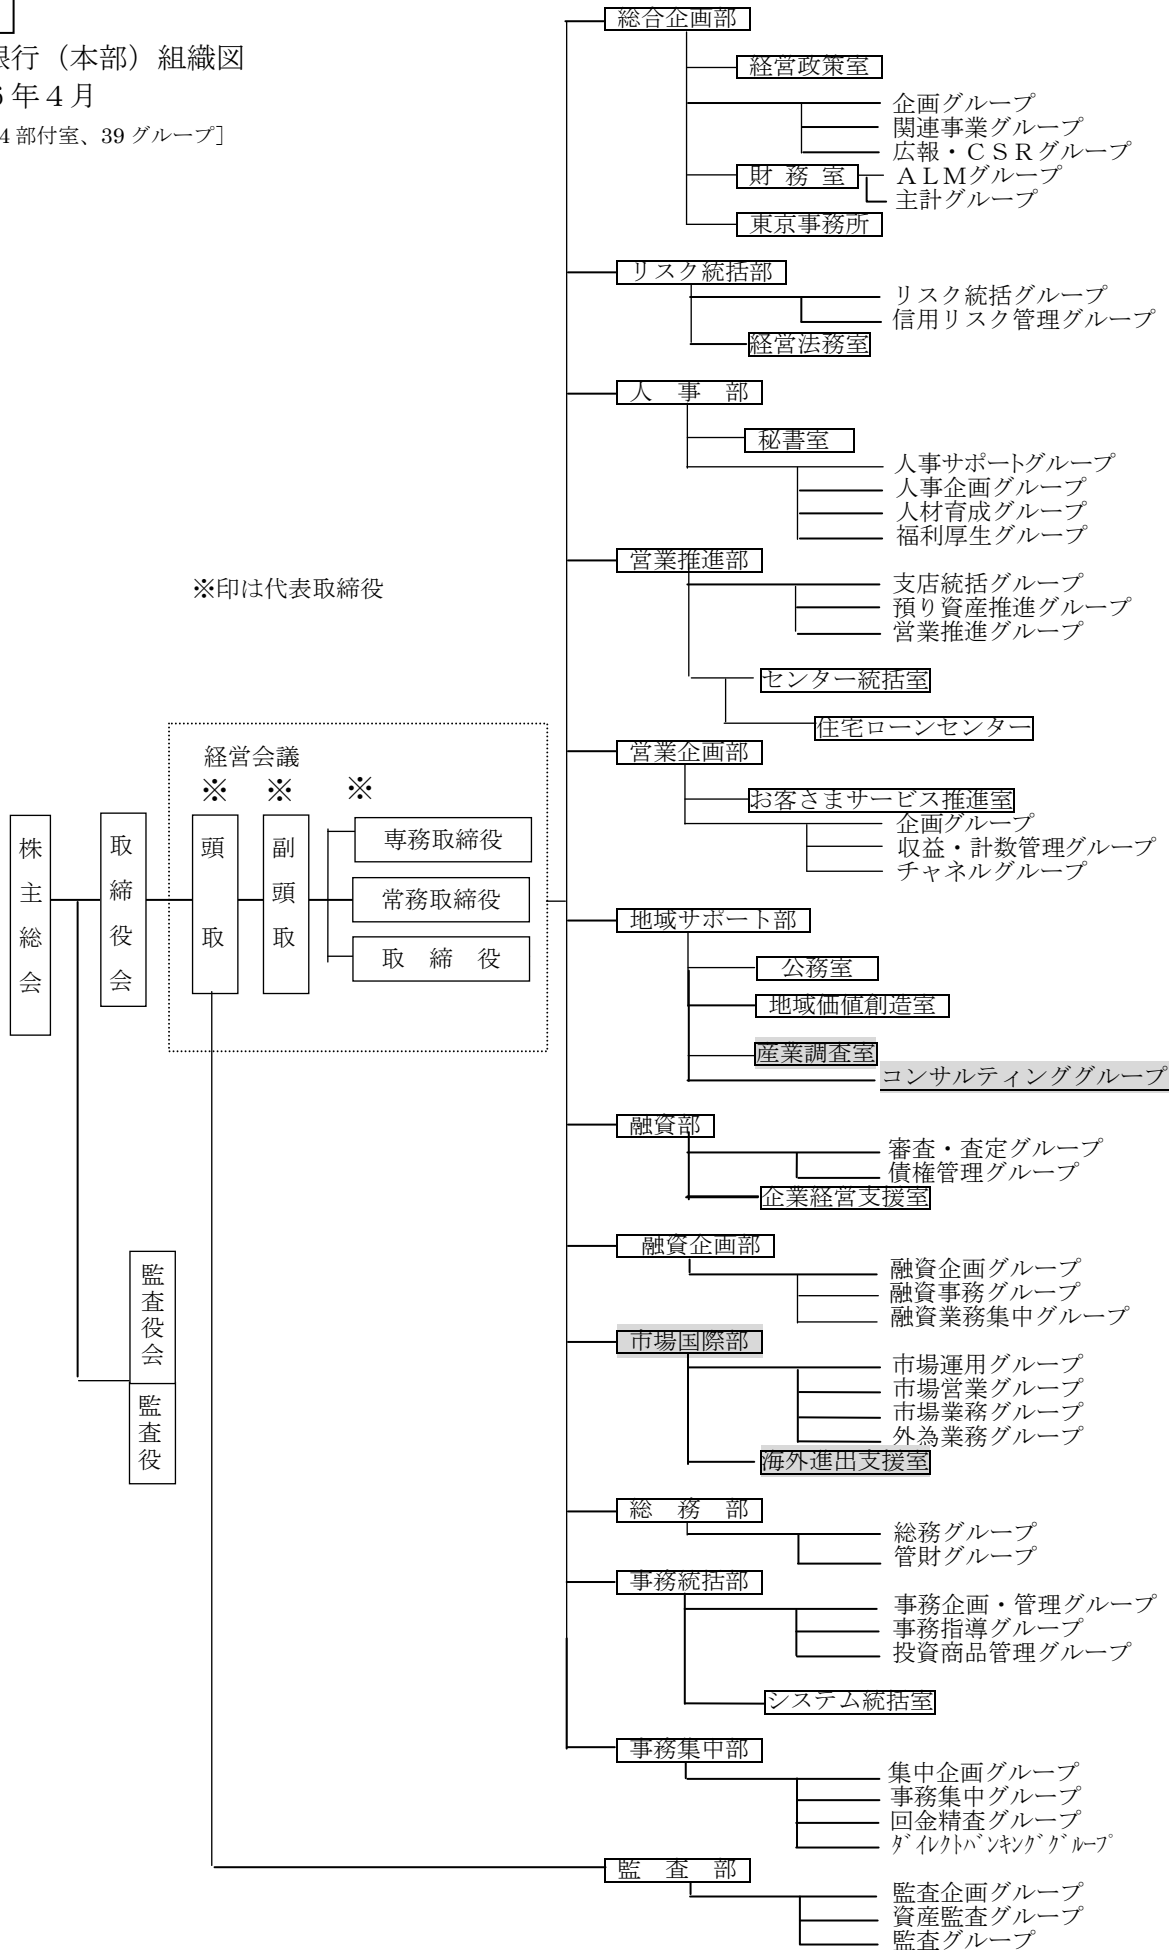 銀行（本部）組織図
年４月
4 部付室、39 グループ］
総合企画部
経営政策室
企画グループ
関連事業グループ
広報・ＣＳＲグループ
財 務 室
ＡＬＭグループ
主計グループ
東京事務所
リスク統括部
リスク統括グループ
信用リスク管理グループ
経営法務室
人 事 部
秘書室
人事サポートグループ
人事企画グループ
人材育成グループ
福利厚生グループ
営業推進部
※印は代表取締役
支店統括グループ
預り資産推進グループ
営業推進グループ
センター統括室
住宅ローンセンター
営業企画部
お客さまサービス推進室
企画グループ
収益・計数管理グループ
チャネルグループ
経営会議
※ ※ ※
株主総会
取締役会
頭取
副頭取
専務取締役
常務取締役
取 締 役
地域サポート部
公務室
地域価値創造室
産業調査室
コンサルティンググループ
融資部
審査・査定グループ
債権管理グループ
企業経営支援室
監査役会
監査役
融資企画部
融資企画グループ
融資事務グループ
融資業務集中グループ
市場国際部
市場運用グループ
市場営業グループ
市場業務グループ
外為業務グループ
海外進出支援室
総 務 部
総務グループ
管財グループ
事務統括部
事務企画・管理グループ
事務指導グループ
投資商品管理グループ
システム統括室
事務集中部
集中企画グループ
事務集中グループ
回金精査グループ
ﾀﾞｲﾚｸﾄﾊﾞﾝｷﾝｸﾞｸﾞﾙｰﾌﾟ
監 査 部
監査企画グループ
資産監査グループ
監査グループ